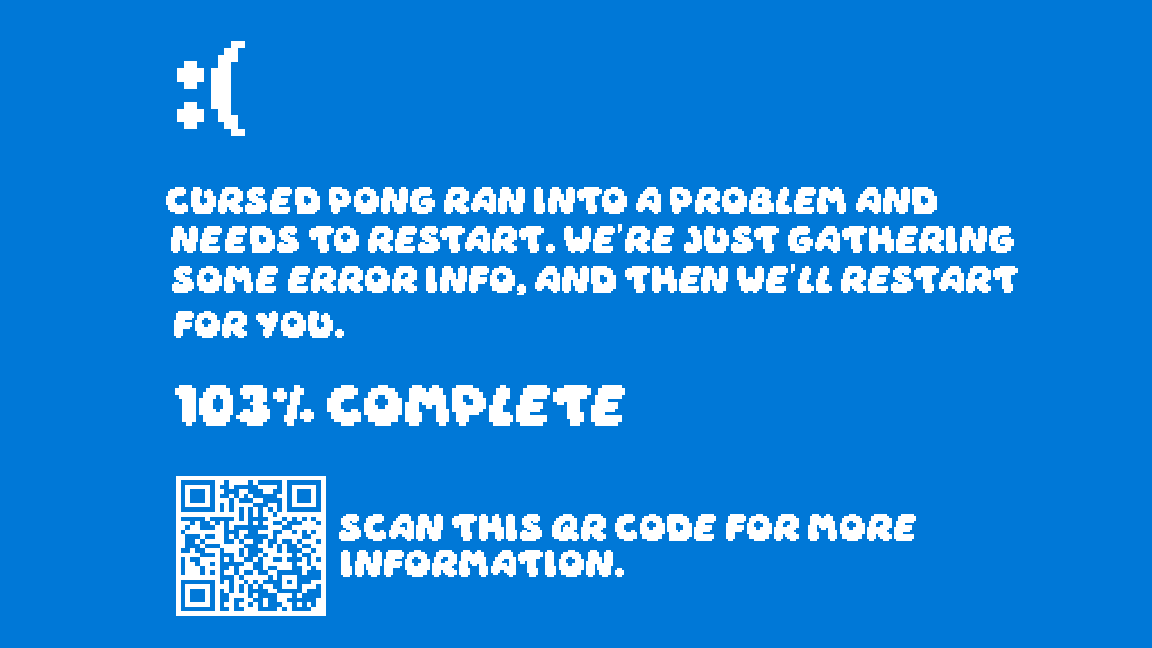 :(
CURSED PONG RAN INTO A PROBLEM AND
NEEDS TO RESTART. WE'RE JUST GATHERING
SOME ERROR INFO, AND THEN WE'LL RESTART
FOR YOU.
103% COMPLETE
SCAN THIS QR CODE FOR MORE
INFORMATION.